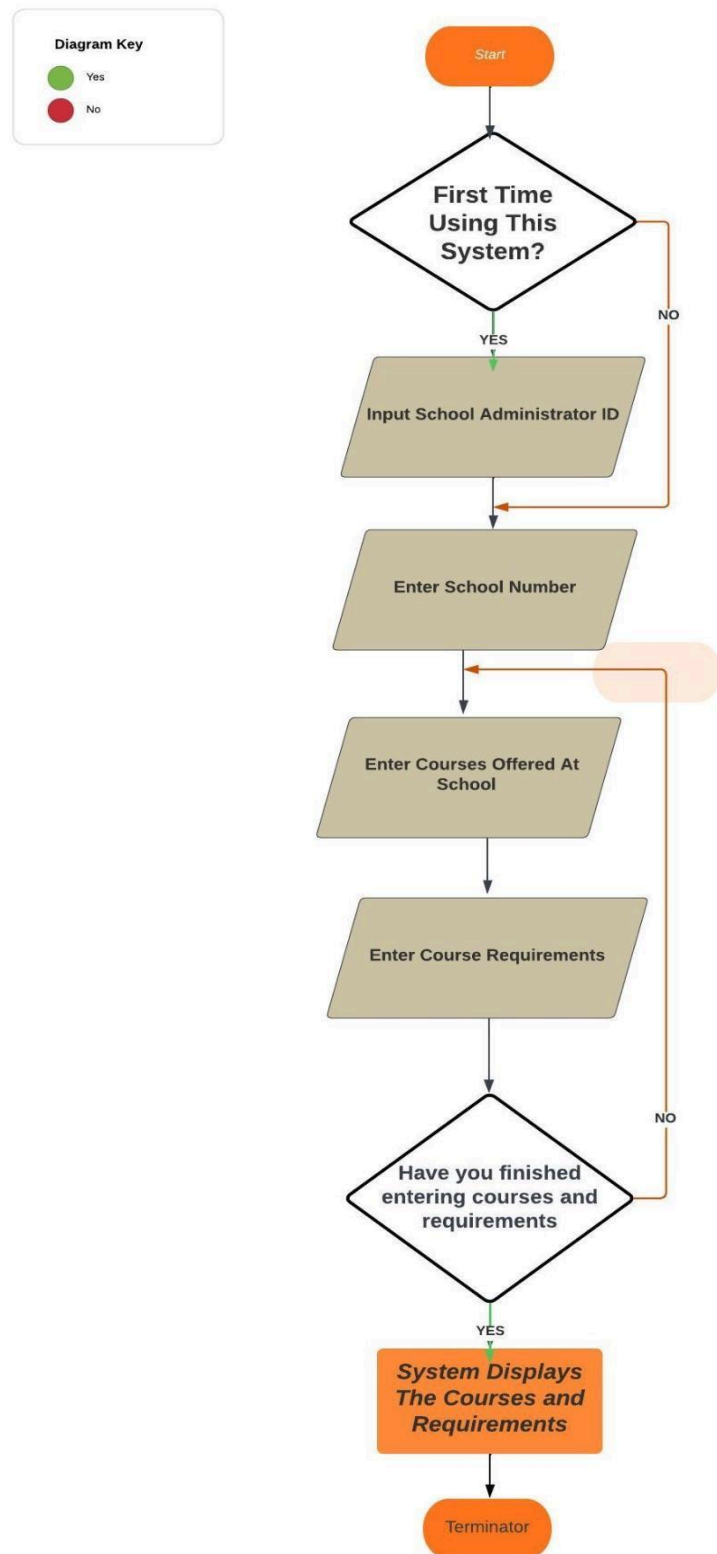 Diagram Key
Yes
No
Start
First Time
Using This
System?
NO
YES
Input School Administrator ID
Enter School Number
Enter Courses Offered At
School
Enter Course Requirements
NO
Have you finished
entering courses and
requirements
YES
System Displays
The Courses and
Requirements
Terminator